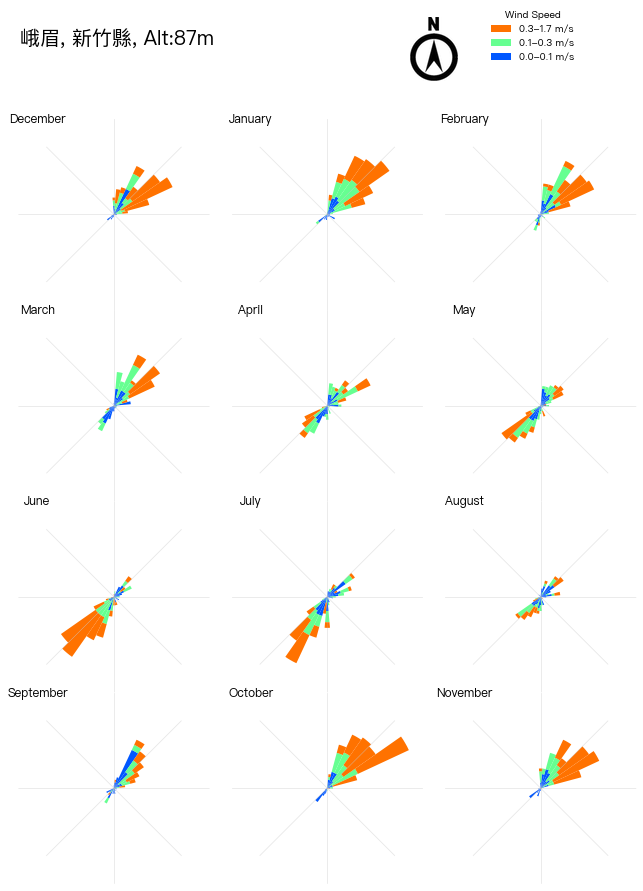 峨眉, 新竹縣, Alt:87m
N
Wind Speed
0.3–1.7 m/s
0.1–0.3 m/s
0.0–0.1 m/s
December
January
February
March
April
May
June
July
August
September
October
November